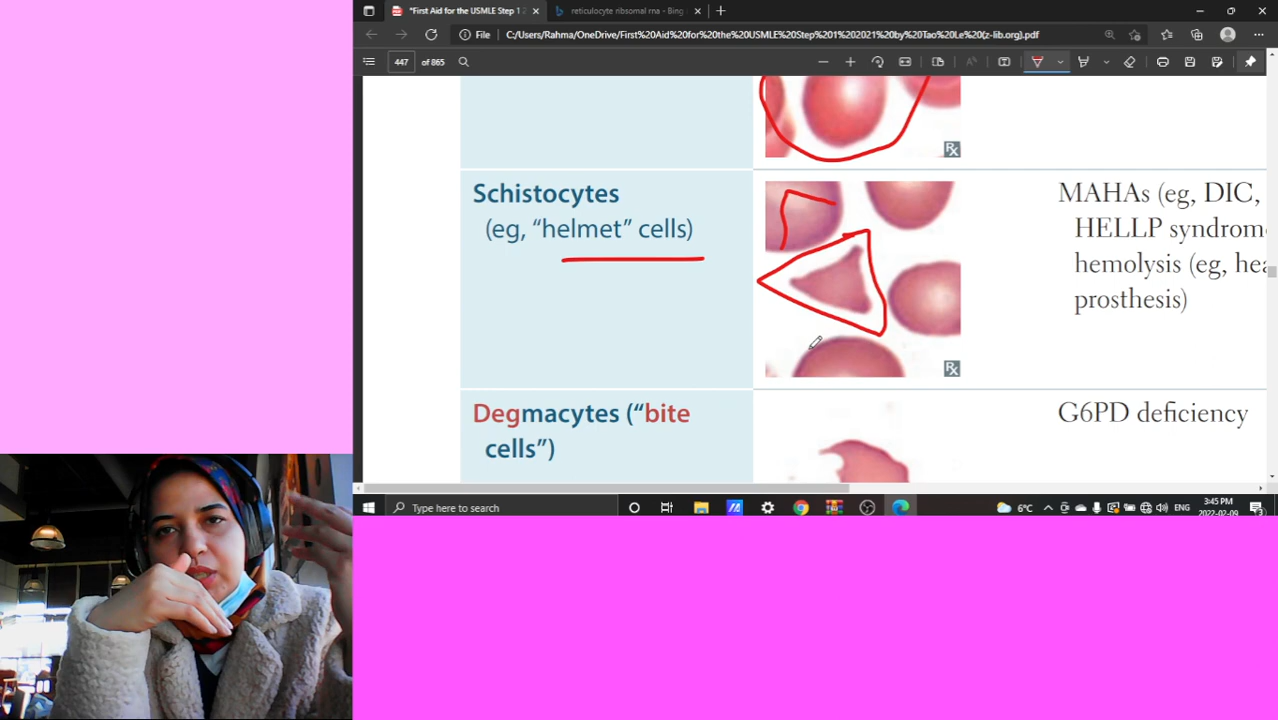 *First Aid for the USMLE Step 1 2
reticulocyte ribsomal rna - Bing
File
C:/Users/Rahma/OneDrive/First%20Aid%20for%20the%20USMLE%20Step%201%202021%20by%20Tao%20Le%20(z-lib.org).pdf
447 of 865
Rx
Schistocytes
(eg, “helmet” cells)
MAHAs (eg, DIC,
HELLP syndrom
hemolysis (eg, hea
prosthesis)
Rx
Degmacytes (“bite
cells”)
G6PD deficiency
Type here to search
6°C
ENG
3:45 PM
2022-02-09